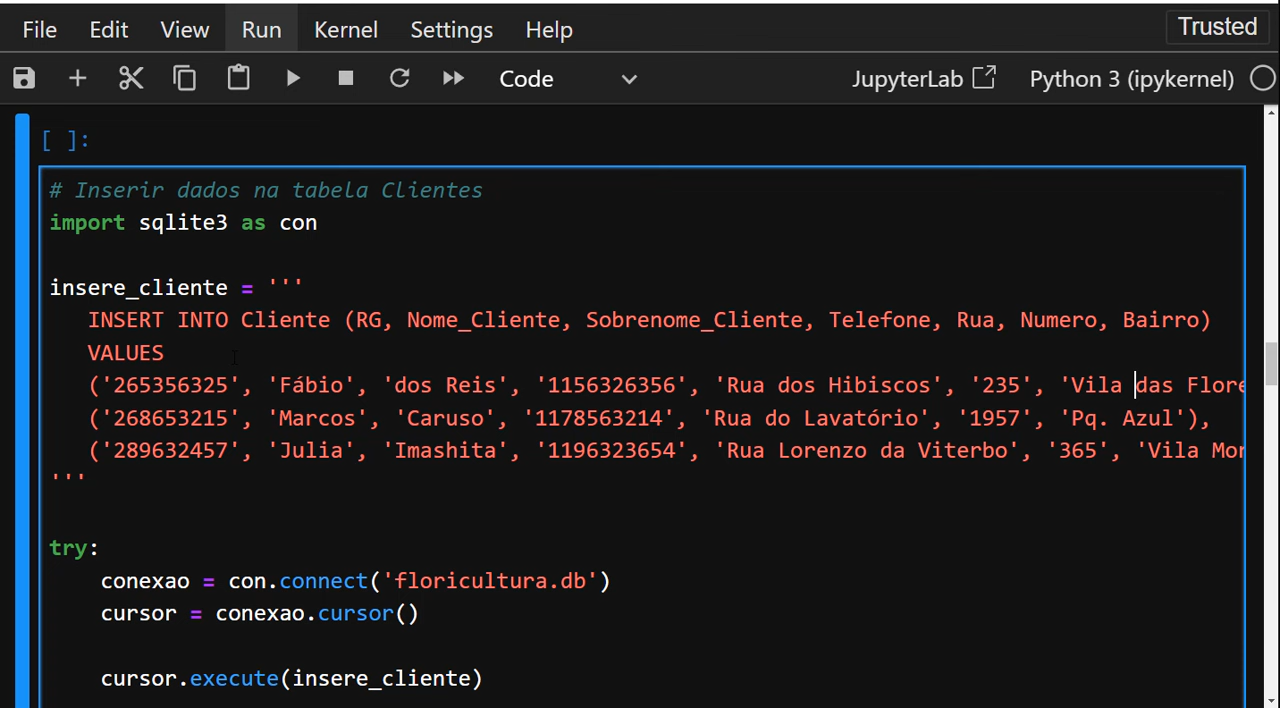 File Edit View Run Kernel Settings Help Trusted
Code JupyterLab Python 3 (ipykernel)
[ ]:
# Inserir dados na tabela Clientes
import sqlite3 as con
insere_cliente = '''
INSERT INTO Cliente (RG, Nome_Cliente, Sobrenome_Cliente, Telefone, Rua, Numero, Bairro)
VALUES
('265356325', 'Fábio', 'dos Reis', '1156326356', 'Rua dos Hibiscos', '235', 'Vila das Flore
('268653215', 'Marcos', 'Caruso', '1178563214', 'Rua do Lavatório', '1957', 'Pq. Azul'),
('289632457', 'Julia', 'Imashita', '1196323654', 'Rua Lorenzo da Viterbo', '365', 'Vila Mor
'''
try:
conexao = con.connect('floricultura.db')
cursor = conexao.cursor()
cursor.execute(insere_cliente)